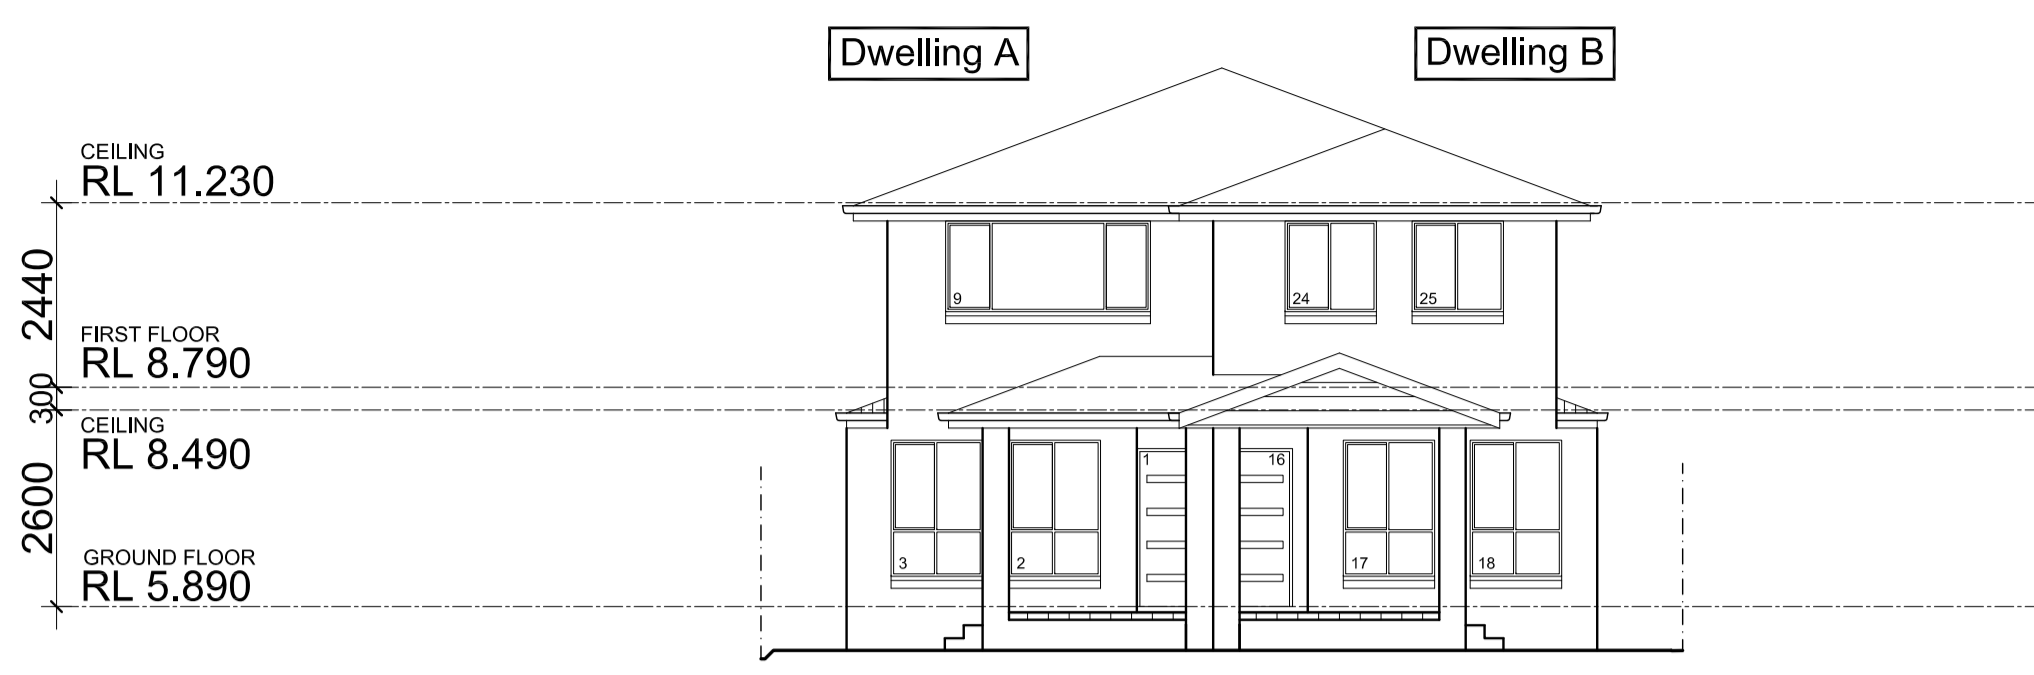 Dwelling A
Dwelling B
CEILING
RL 11.230
2440
FIRST FLOOR
RL 8.790
300
CEILING
RL 8.490
2600
GROUND FLOOR
RL 5.890
9
24
25
1
16
3
2
17
18